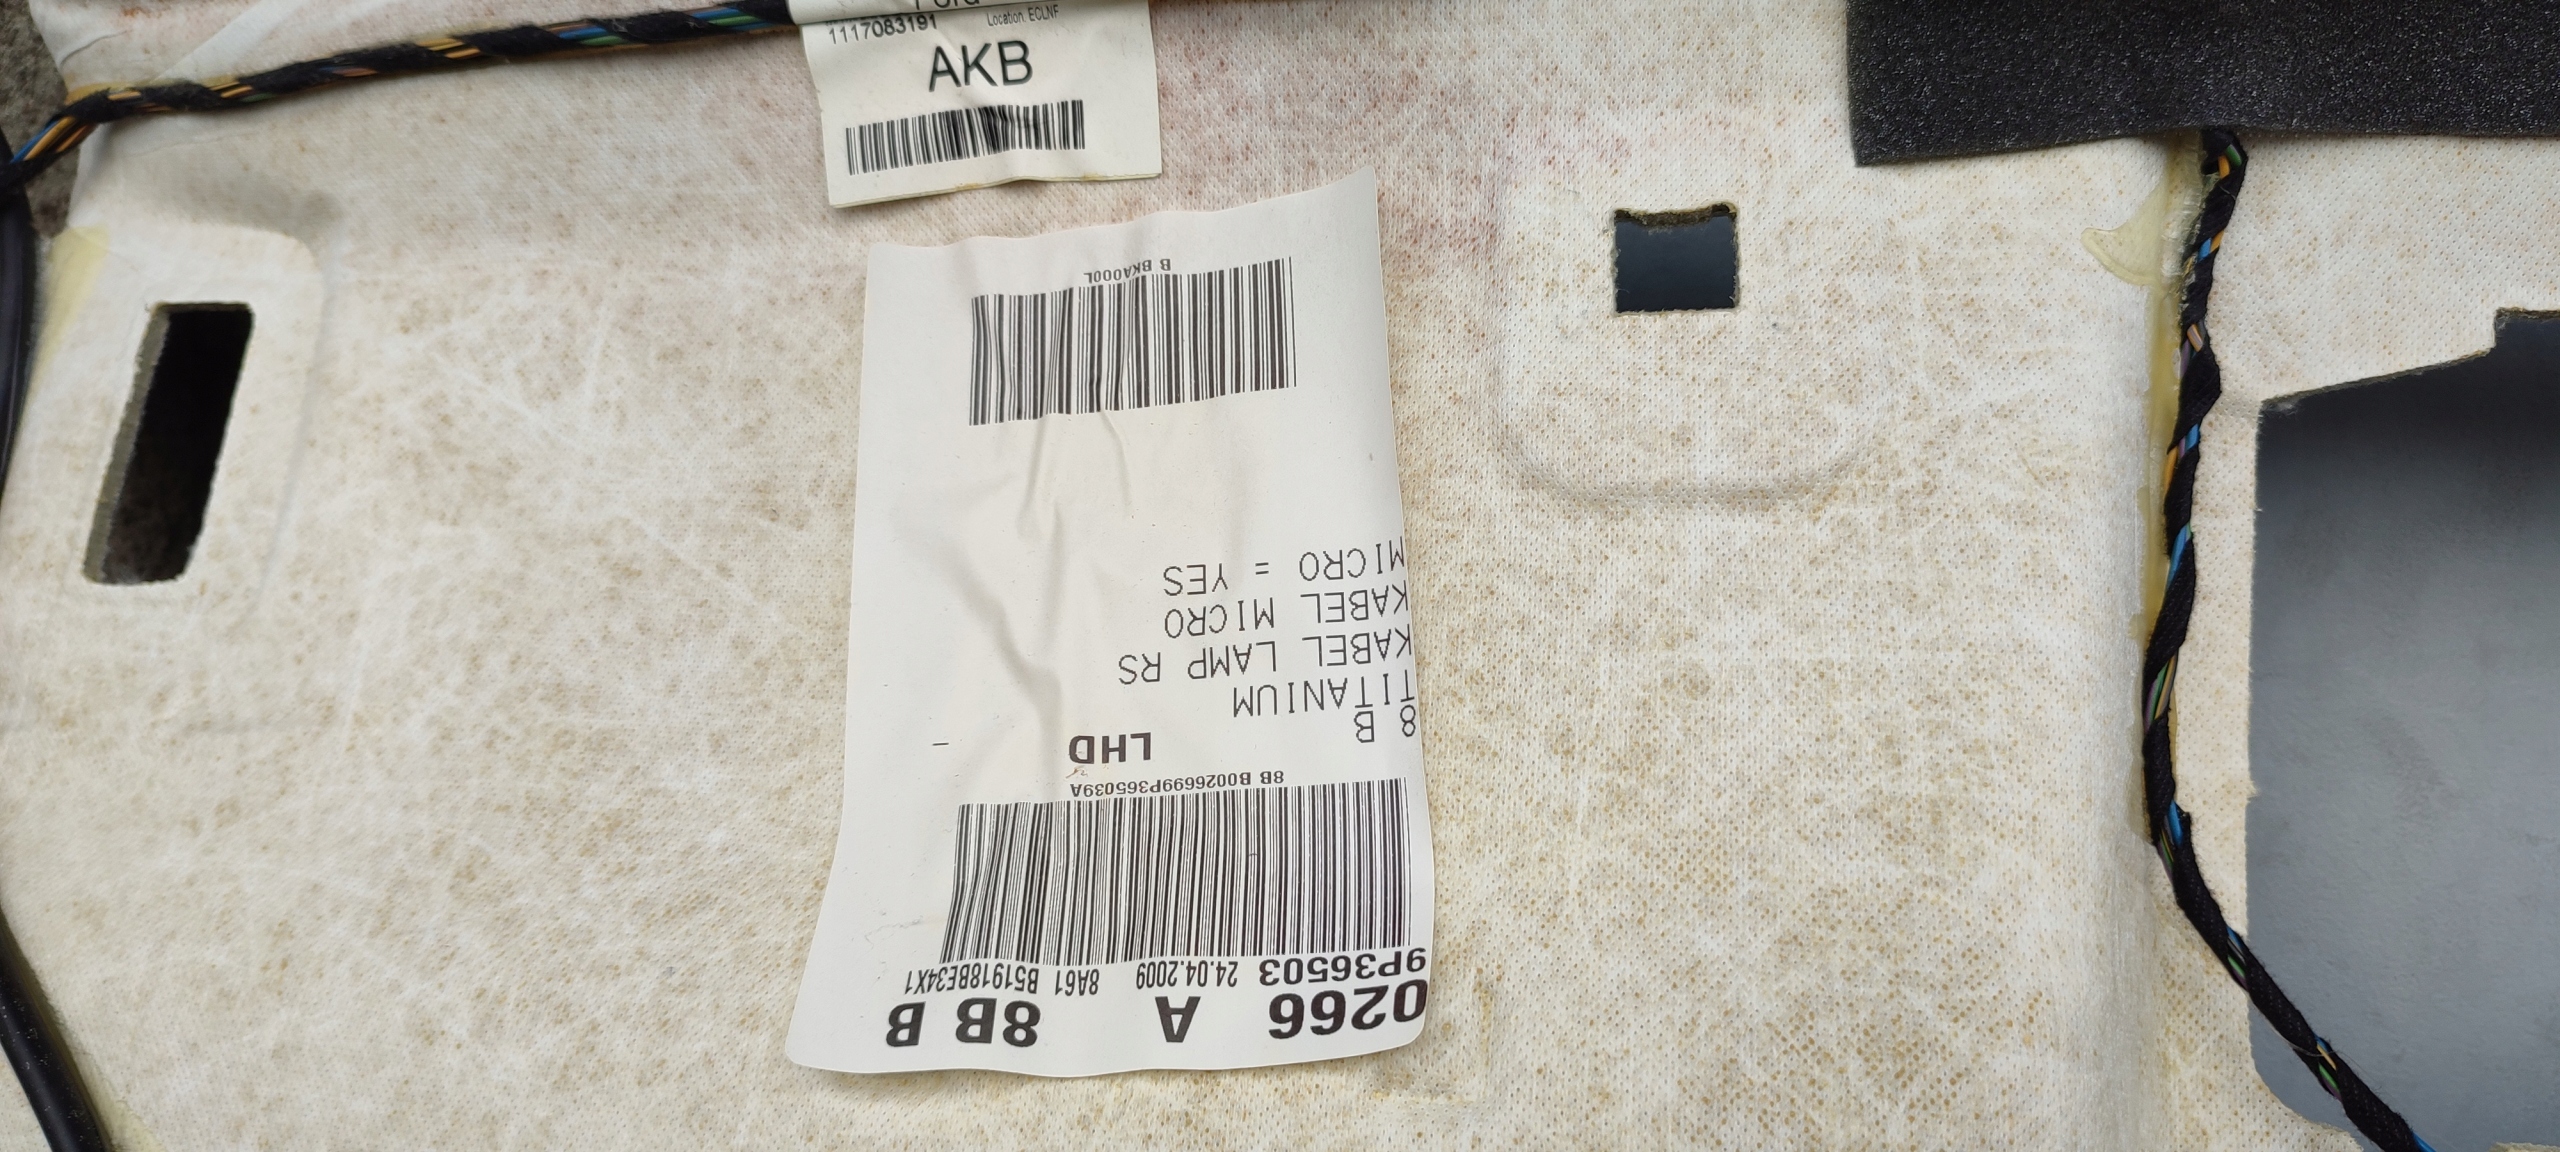 Ford
1117083191 Location. ECLNF
AKB
0266 A 8B B
9P36503 24.04.2009 8A61 B51918BE34X1
8B B0026699P365039A
LHD
8 B -
TITANIUM
KABEL LAMP RS
KABEL MICRO
MICRO = YES
B BKA000L